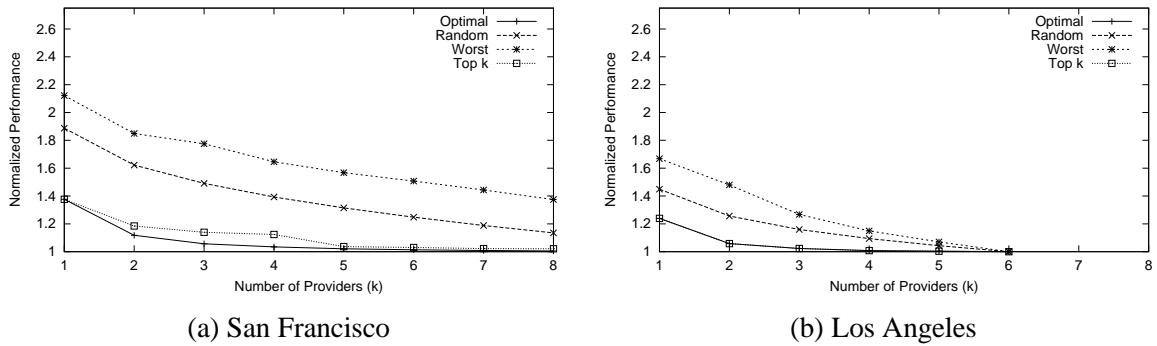 2.6
2.4
2.2
2
1.8
1.6
1.4
1.2
1
Normalized Performance
Optimal
Random
Worst
Top k
1 2 3 4 5 6 7 8
Number of Providers (k)
(a) San Francisco
2.6
2.4
2.2
2
1.8
1.6
1.4
1.2
1
Normalized Performance
Optimal
Random
Worst
Top k
1 2 3 4 5 6 7 8
Number of Providers (k)
(b) Los Angeles